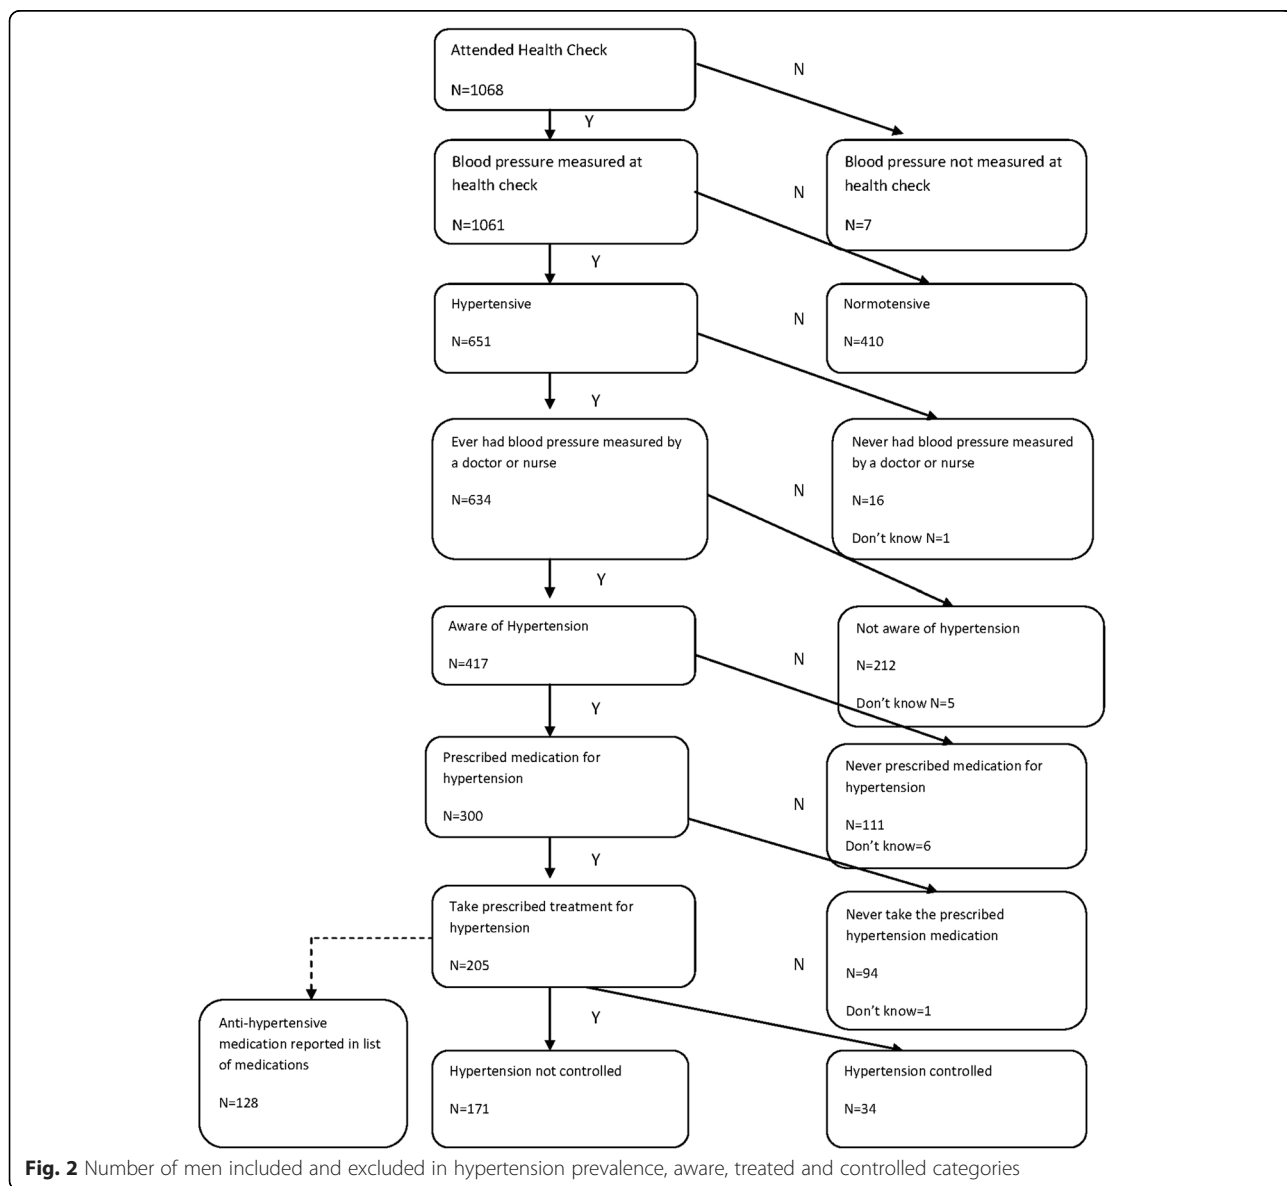 Attended Health Check
N=1068
N
Y
Blood pressure measured at
health check
N=1061
Blood pressure not measured at
health check
N=7
N
Y
Hypertensive
N=651
Normotensive
N=410
N
Y
Ever had blood pressure measured by
a doctor or nurse
N=634
Never had blood pressure measured
by a doctor or nurse
N=16
Don't know N=1
N
Y
Aware of Hypertension
N=417
Not aware of hypertension
N=212
Don't know N=5
N
Y
Prescribed medication for
hypertension
N=300
Never prescribed medication for
hypertension
N=111
Don't know=6
N
Y
Take prescribed treatment for
hypertension
N=205
Never take the prescribed
hypertension medication
N=94
Don't know=1
N
Y
Anti-hypertensive
medication reported in list
of medications
N=128
Hypertension not controlled
N=171
Hypertension controlled
N=34
Fig. 2 Number of men included and excluded in hypertension prevalence, aware, treated and controlled categories